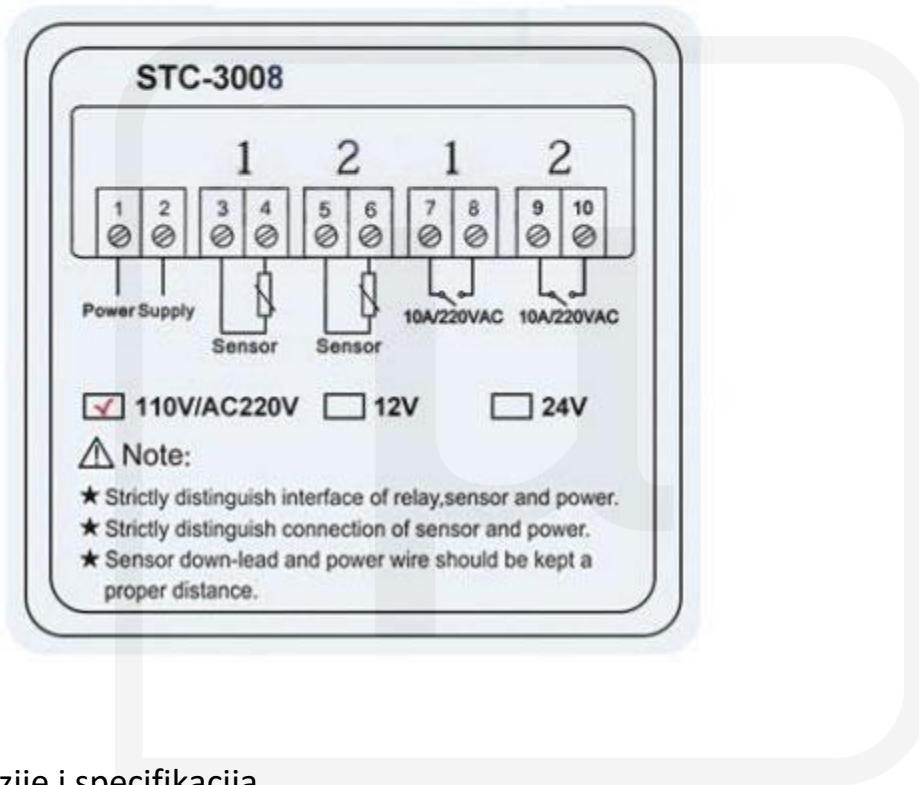 STC-3008
1 2 1 2
1 2 3 4 5 6 7 8 9 10
Power Supply
10A/220VAC 10A/220VAC
Sensor Sensor
110V/AC220V 12V 24V
Note:
★ Strictly distinguish interface of relay,sensor and power.
★ Strictly distinguish connection of sensor and power.
★ Sensor down-lead and power wire should be kept a
proper distance.
i specifikacija